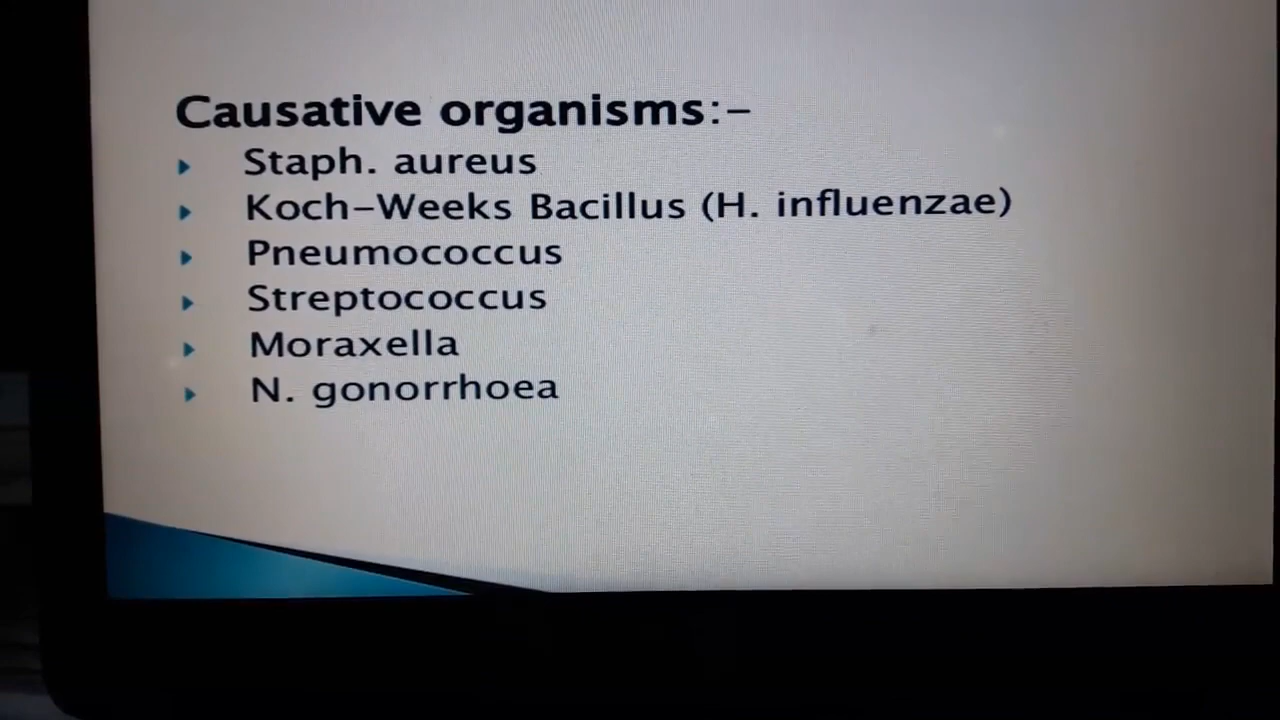 Causative organisms:–
Staph. aureus
Koch–Weeks Bacillus (H. influenzae)
Pneumococcus
Streptococcus
Moraxella
N. gonorrhoea